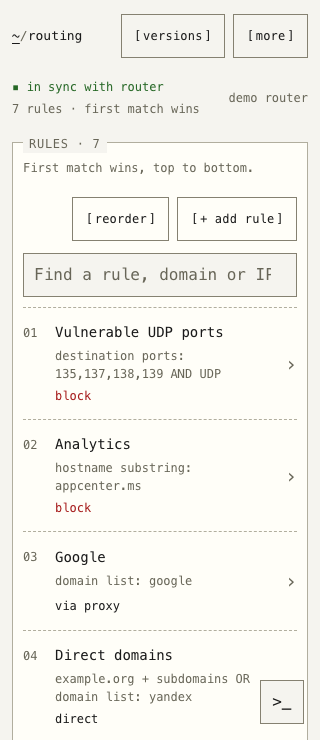 ~/routing
[versions]
[more]
▪ in sync with router
7 rules · first match wins
demo router
RULES · 7
First match wins, top to bottom.
[reorder]
[+ add rule]
Find a rule, domain or IP
01 Vulnerable UDP ports
destination ports:
135,137,138,139 AND UDP
block
02 Analytics
hostname substring:
appcenter.ms
block
03 Google
domain list: google
via proxy
04 Direct domains
example.org + subdomains OR
domain list: yandex
direct
>_